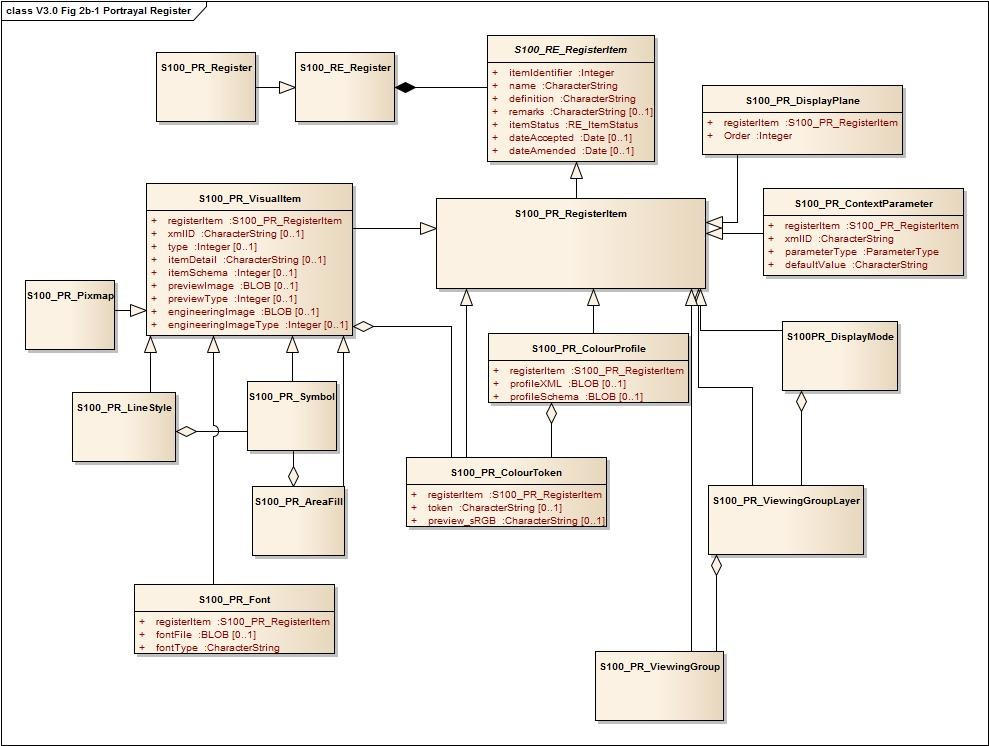 class V3.0 Fig 2b-1 Portrayal Register
S100_PR_Register
S100_RE_Register
S100_RE_RegisterItem
+ itemIdentifier :Integer
+ name :CharacterString
+ definition :CharacterString
+ remarks :CharacterString [0..1]
+ itemStatus :RE_ItemStatus
+ dateAccepted :Date [0..1]
+ dateAmended :Date [0..1]
S100_PR_DisplayPlane
+ registerItem :S100_PR_RegisterItem
+ Order :Integer
S100_PR_VisualItem
+ registerItem :S100_PR_RegisterItem
+ xmlID :CharacterString [0..1]
+ type :Integer [0..1]
+ itemDetail :CharacterString [0..1]
+ itemSchema :Integer [0..1]
+ previewImage :BLOB [0..1]
+ previewType :Integer [0..1]
+ engineeringImage :BLOB [0..1]
+ engineeringImageType :Integer [0..1]
S100_PR_RegisterItem
S100_PR_ContextParameter
+ registerItem :S100_PR_RegisterItem
+ xmlID :CharacterString
+ parameterType :ParameterType
+ defaultValue :CharacterString
S100_PR_Pixmap
S100_PR_ColourProfile
+ registerItem :S100_PR_RegisterItem
+ profileXML :BLOB [0..1]
+ profileSchema :BLOB [0..1]
S100PR_DisplayMode
S100_PR_LineStyle
S100_PR_Symbol
S100_PR_AreaFill
S100_PR_ColourToken
+ registerItem :S100_PR_RegisterItem
+ token :CharacterString [0..1]
+ preview_sRGB :CharacterString [0..1]
S100_PR_ViewingGroupLayer
S100_PR_Font
+ registerItem :S100_PR_RegisterItem
+ fontFile :BLOB [0..1]
+ fontType :CharacterString
S100_PR_ViewingGroup